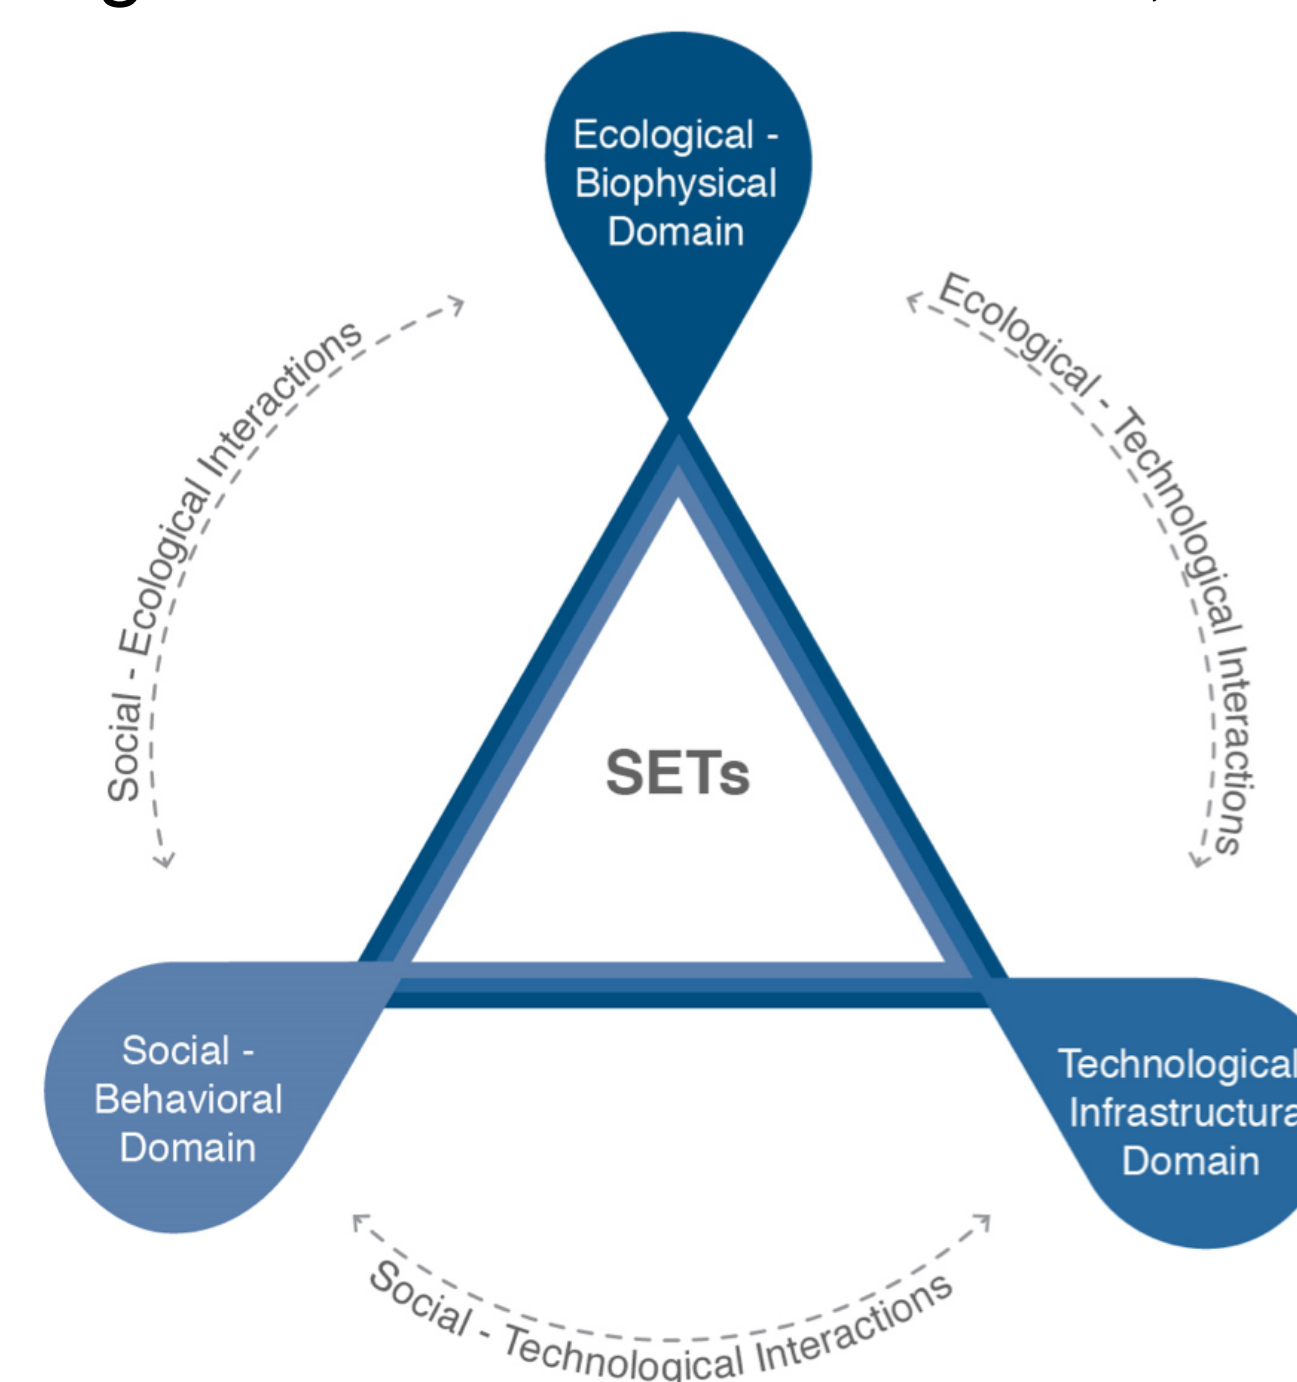 Ecological -
Biophysical
Domain
Social - Ecological Interactions
Ecological - Technological Interactions
SETs
Social -
Behavioral
Domain
Technological
Infrastructura
Domain
Social - Technological Interactions